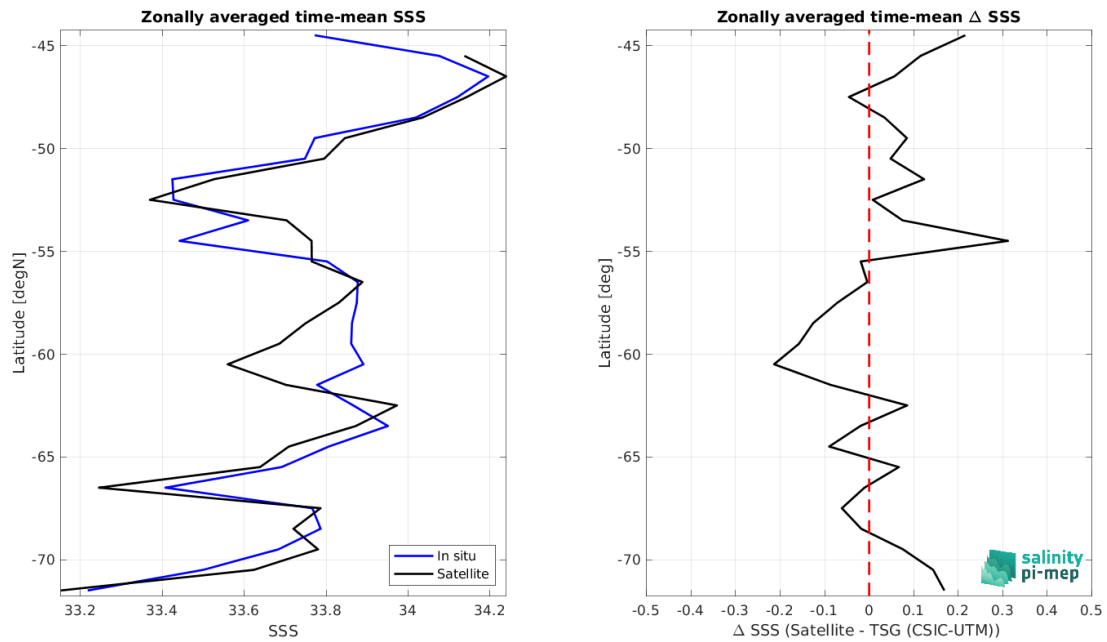 Zonally averaged time-mean SSS
-45
-50
-55
-60
-65
-70
Latitude [degN]
33.2 33.4 33.6 33.8 34 34.2
SSS
In situ
Satellite
Zonally averaged time-mean Δ SSS
-45
-50
-55
-60
-65
-70
Latitude [deg]
-0.5 -0.4 -0.3 -0.2 -0.1 0 0.1 0.2 0.3 0.4 0.5
Δ SSS (Satellite - TSG (CSIC-UTM))
salinity
pi-mep